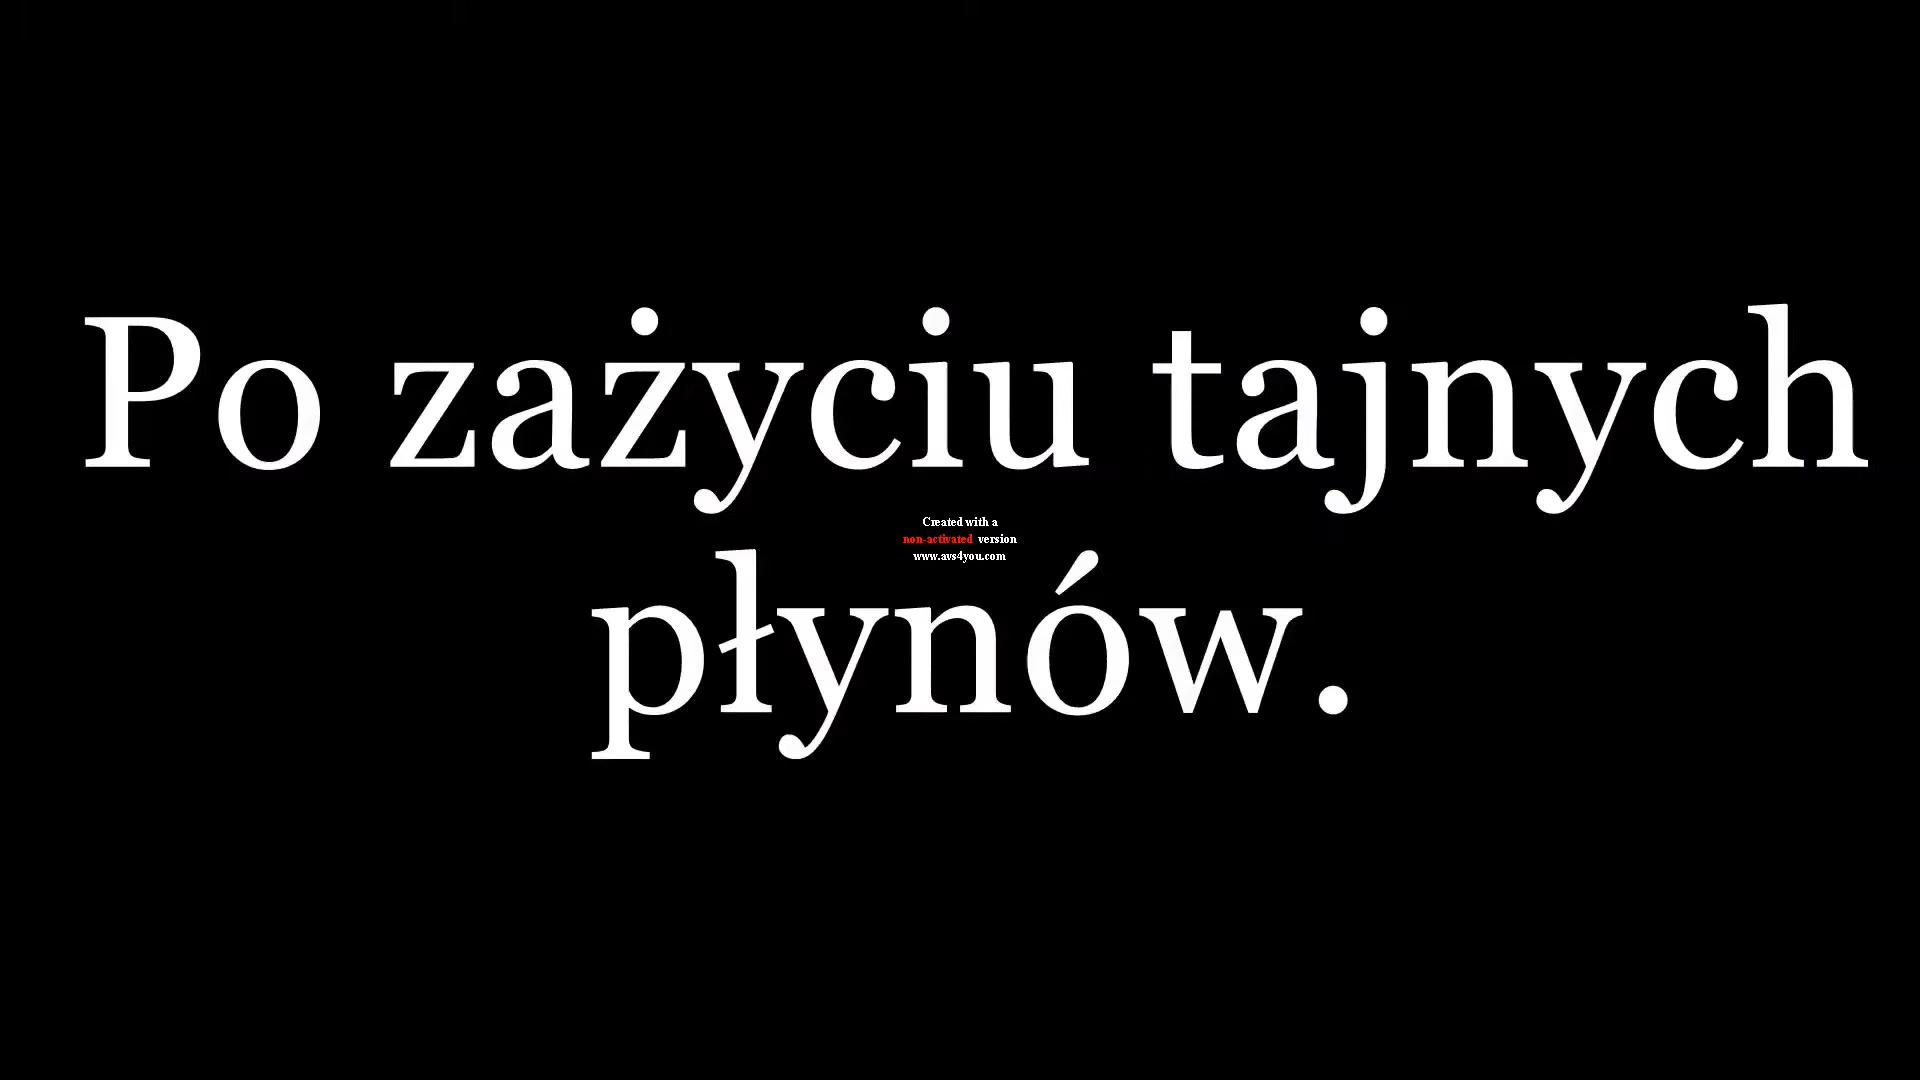 Po zażyciu tajnych
Created with a
non-activated version
www.avs4you.com
płynów.